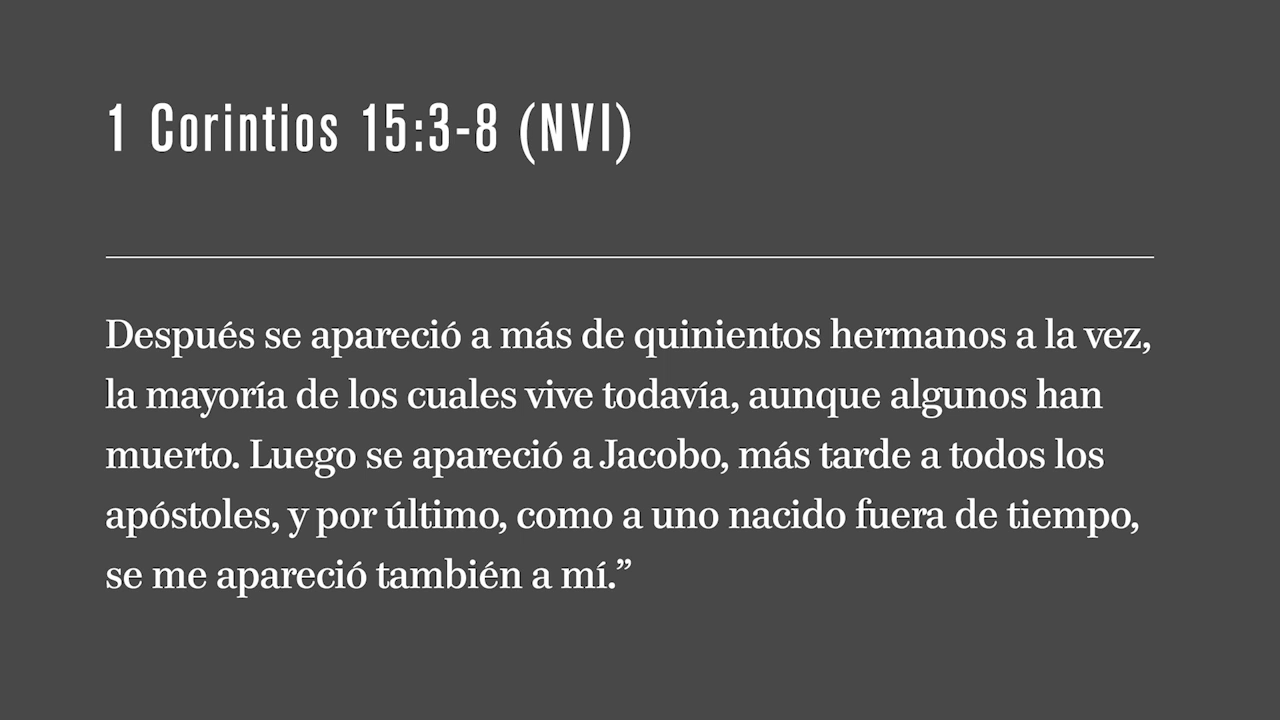 1 Corintios 15:3-8 (NVI)
Después se apareció a más de quinientos hermanos a la vez,
la mayoría de los cuales vive todavía, aunque algunos han
muerto. Luego se apareció a Jacobo, más tarde a todos los
apóstoles, y por último, como a uno nacido fuera de tiempo,
se me apareció también a mí.”